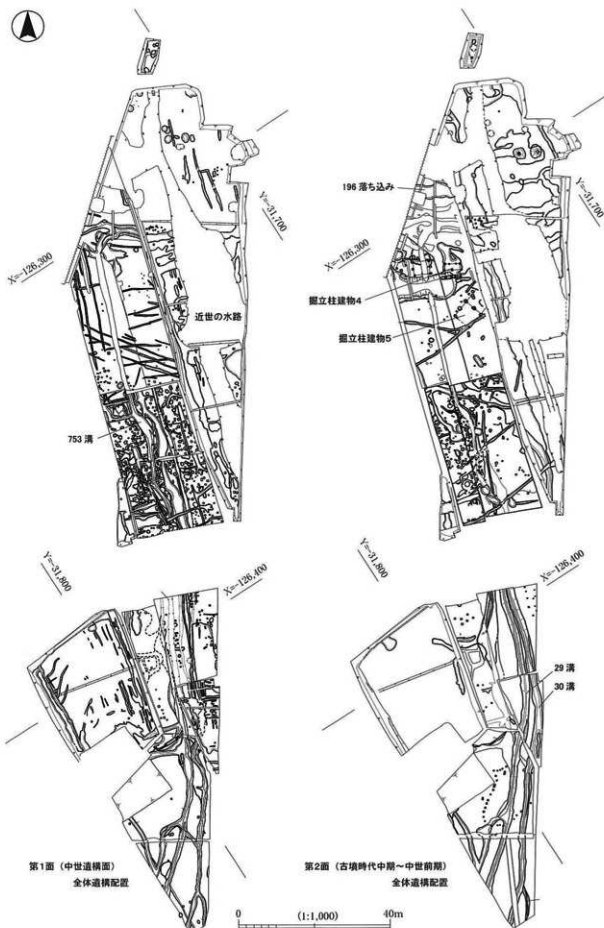 Y=-31,700
X=-126,300
近世の水路
753 溝
196 落ち込み
Y=-31,700
X=-126,300
掘立柱建物4
掘立柱建物5
Y=-31,800
X=-126,400
第1面（中世遺構面）
全体遺構配置
Y=-31,800
X=-126,400
29 溝
30 溝
第2面（古墳時代中期～中世前期）
全体遺構配置
0 (1:1,000) 40m